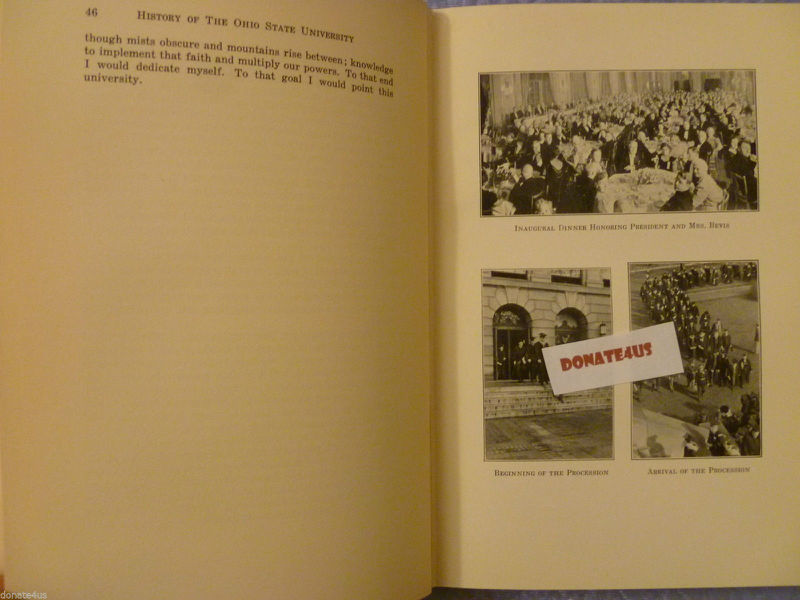 46 History of The Ohio State University
though mists obscure and mountains rise between; knowledge
to implement that faith and multiply our powers. To that end
I would dedicate myself. To that goal I would point this
university.
Inaugural Dinner Honoring President and Mrs. Bevis
DONATE4US
Beginning of the Procession
Arrival of the Procession
donate4us